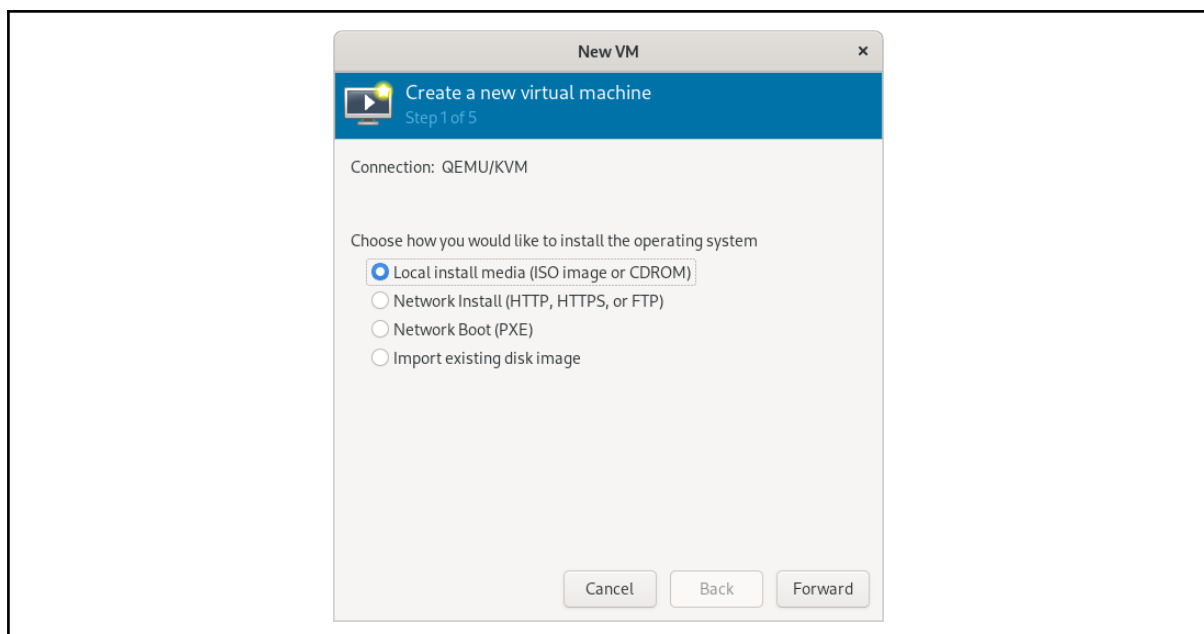 New VM
Create a new virtual machine
Step 1 of 5
Connection: QEMU/KVM
Choose how you would like to install the operating system
Local install media (ISO image or CDROM)
Network Install (HTTP, HTTPS, or FTP)
Network Boot (PXE)
Import existing disk image
Cancel Back Forward